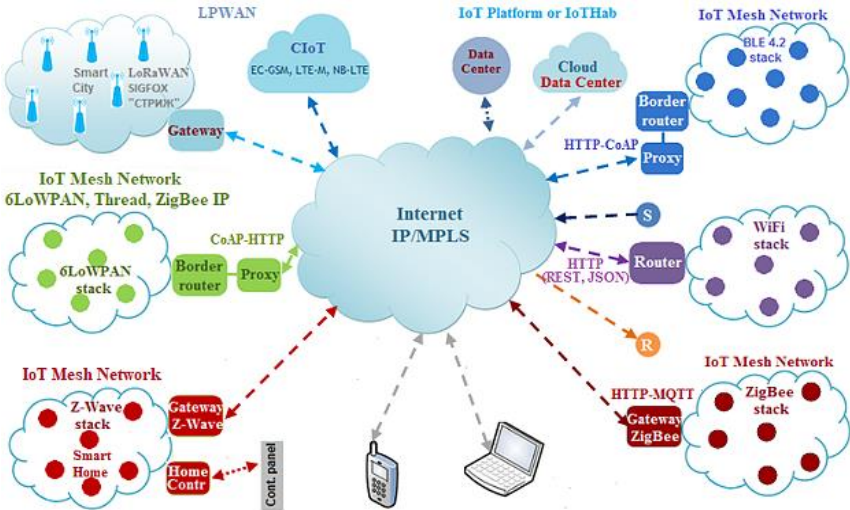 LPWAN
Smart
City
LoRaWAN
SIGFOX
"СТРИЖ"
Gateway
CIoT
EC-GSM, LTE-M, NB-LTE
IoT Platform or IoTHab
Data
Center
Cloud
Data Center
IoT Mesh Network
BLE 4.2
stack
Border
router
HTTP-CoAP
Proxy
IoT Mesh Network
6LoWPAN, Thread, ZigBee IP
6LoWPAN
stack
Border
router
CoAP-HTTP
Proxy
Internet
IP/MPLS
S
HTTP
(REST, JSON)
Router
WiFi
stack
R
IoT Mesh Network
Z-Wave
stack
Smart
Home
Gateway
Z-Wave
Home
Contr
Cont. panel
IoT Mesh Network
HTTP-MQTT
Gateway
ZigBee
ZigBee
stack